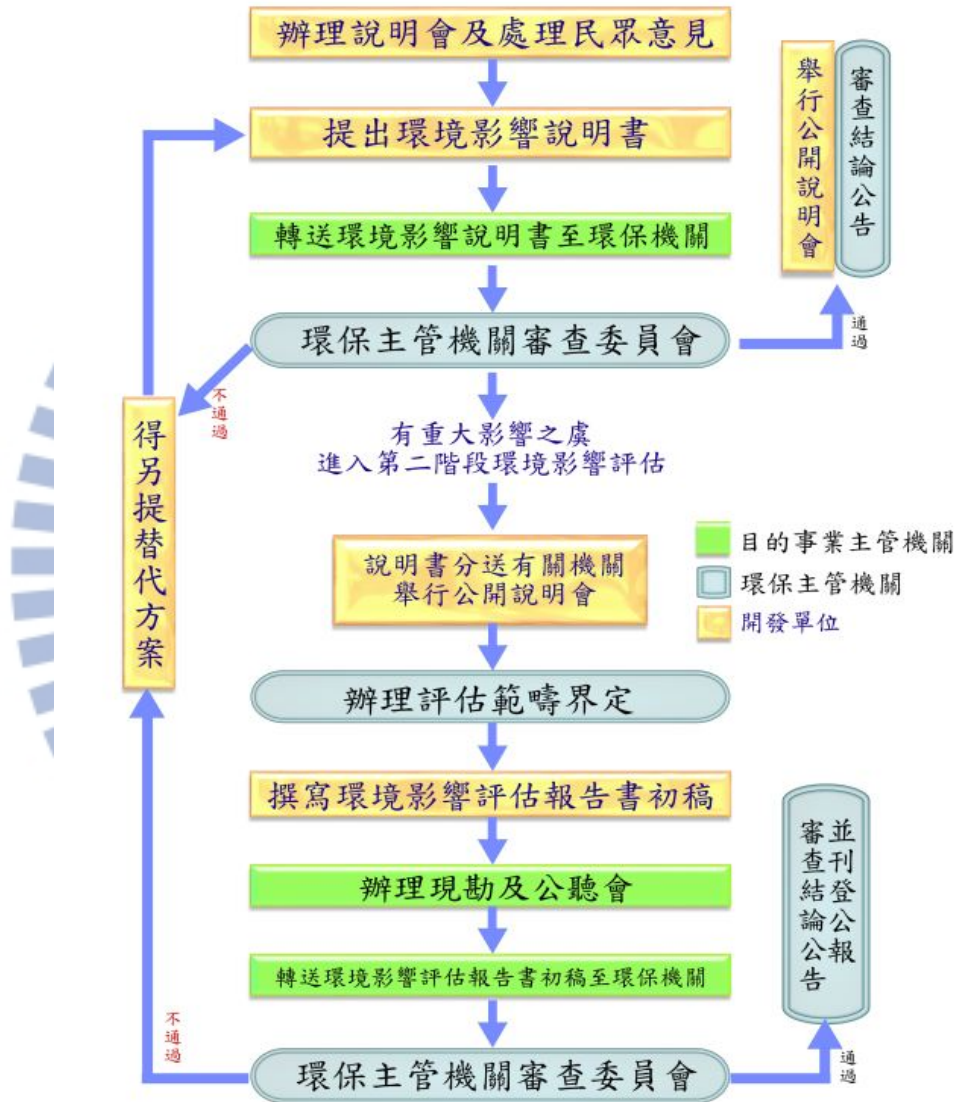 辦理說明會及處理民眾意見
提出環境影響說明書
轉送環境影響說明書至環保機關
環保主管機關審查委員會
通過
舉行公開說明會
審查結論公告
不通過
得另提替代方案
有重大影響之虞
進入第二階段環境影響評估
說明書分送有關機關
舉行公開說明會
目的事業主管機關
環保主管機關
開發單位
辦理評估範疇界定
撰寫環境影響評估報告書初稿
辦理現勘及公聽會
轉送環境影響評估報告書初稿至環保機關
環保主管機關審查委員會
不通過
通過
審查結論公告
並刊登公報